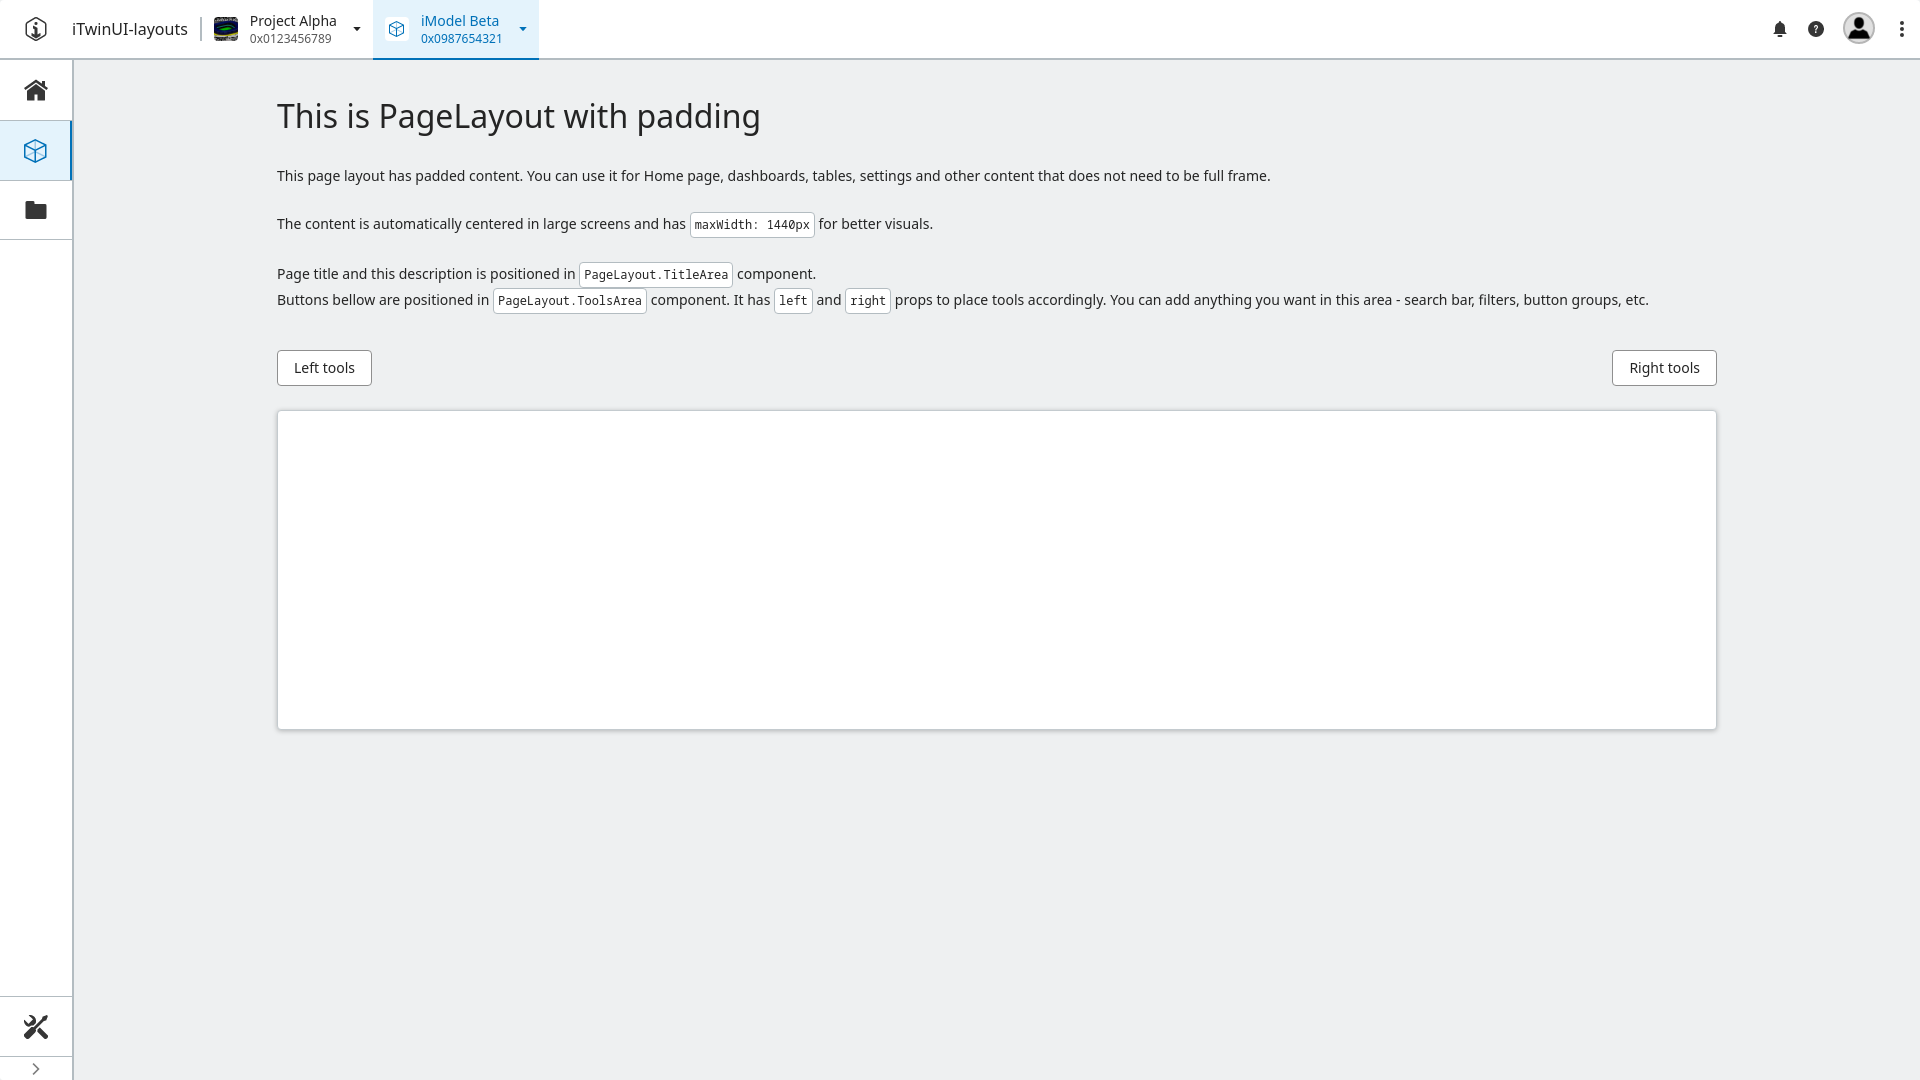 iTwinUI-layouts
Project Alpha
0x0123456789
iModel Beta
0x0987654321
This is PageLayout with padding
This page layout has padded content. You can use it for Home page, dashboards, tables, settings and other content that does not need to be full frame.
The content is automatically centered in large screens and has maxWidth: 1440px for better visuals.
Page title and this description is positioned in PageLayout.TitleArea component.
Buttons bellow are positioned in PageLayout.ToolsArea component. It has left and right props to place tools accordingly. You can add anything you want in this area - search bar, filters, button groups, etc.
Left tools
Right tools